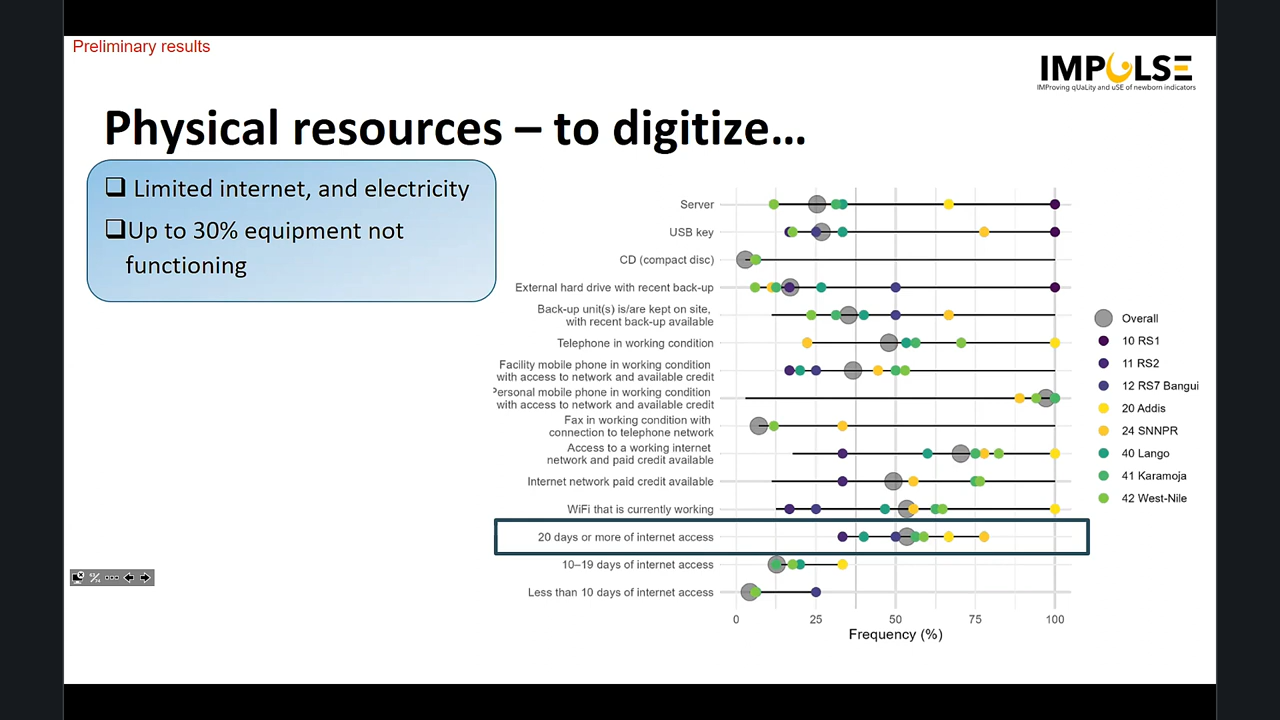 Preliminary results
IMPULSE
IMProving qUaLity and uSE of newborn indicators
Physical resources – to digitize…
Limited internet, and electricity
Up to 30% equipment not
functioning
Server
USB key
CD (compact disc)
External hard drive with recent back-up
Back-up unit(s) is/are kept on site,
with recent back-up available
Telephone in working condition
Facility mobile phone in working condition
with access to network and available credit
Personal mobile phone in working condition
with access to network and available credit
Fax in working condition with
connection to telephone network
Access to a working internet
network and paid credit available
Internet network paid credit available
WiFi that is currently working
20 days or more of internet access
10–19 days of internet access
Less than 10 days of internet access
0 25 50 75 100
Frequency (%)
Overall
10 RS1
11 RS2
12 RS7 Bangui
20 Addis
24 SNNPR
40 Lango
41 Karamoja
42 West-Nile